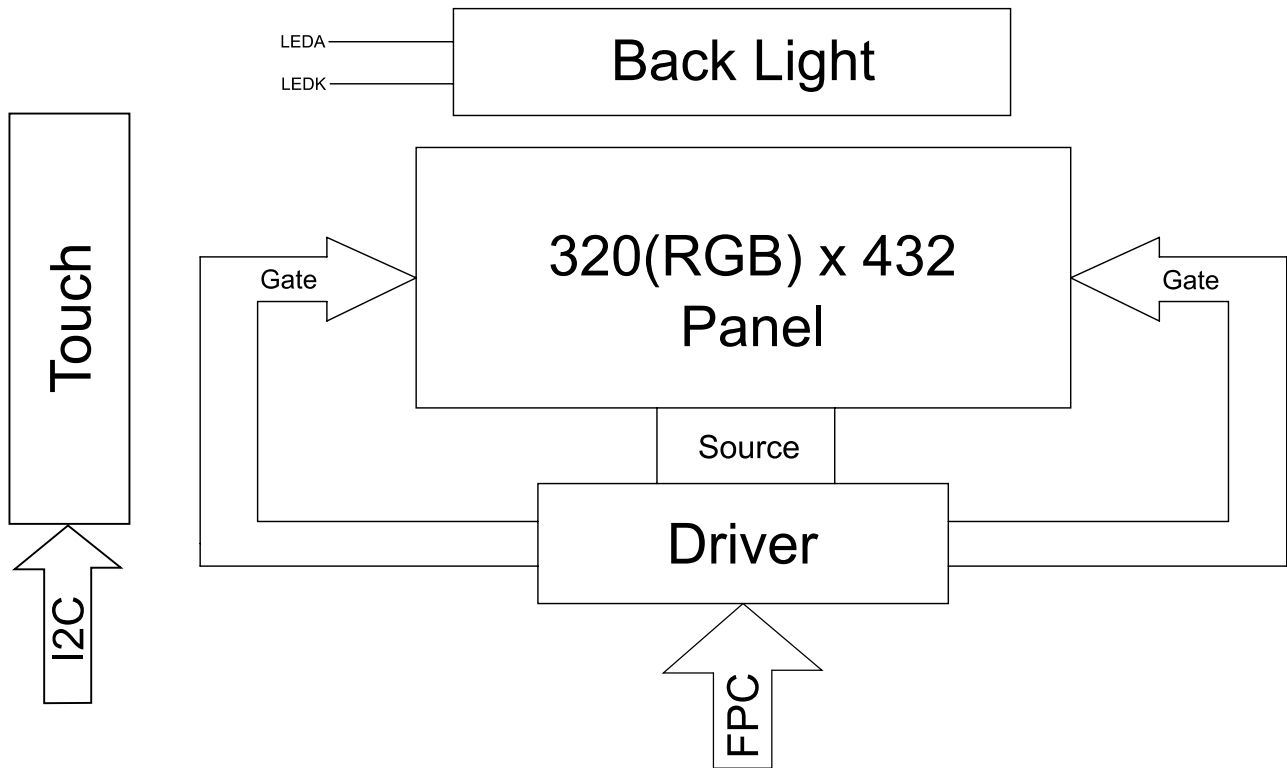 LEDA
LEDK
Back Light
Touch
320(RGB) x 432
Panel
Gate
Gate
Source
Driver
I2C
FPC